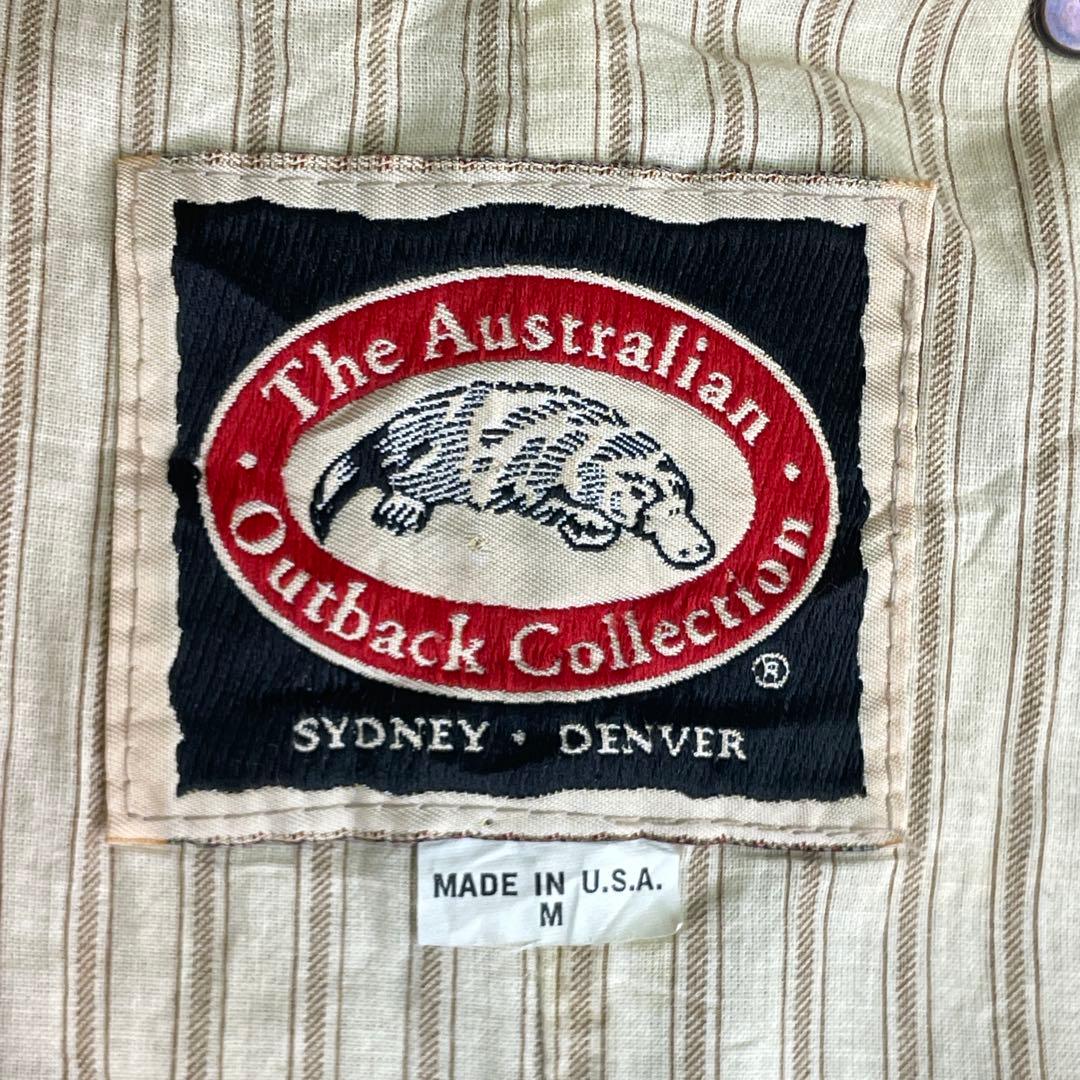 The Australian
Outback Collection
®
SYDNEY · DENVER
MADE IN U.S.A.
M